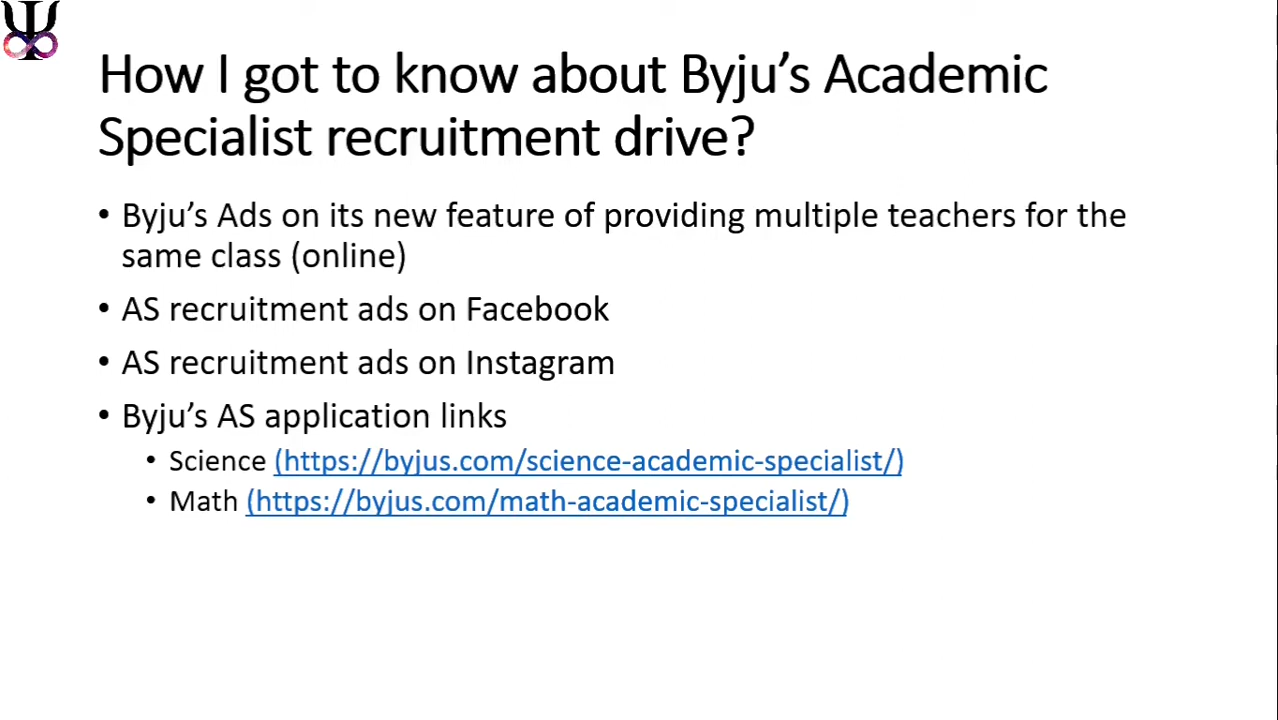 How I got to know about Byju’s Academic
Specialist recruitment drive?
• Byju’s Ads on its new feature of providing multiple teachers for the
same class (online)
• AS recruitment ads on Facebook
• AS recruitment ads on Instagram
• Byju’s AS application links
• Science (https://byjus.com/science-academic-specialist/)
• Math (https://byjus.com/math-academic-specialist/)